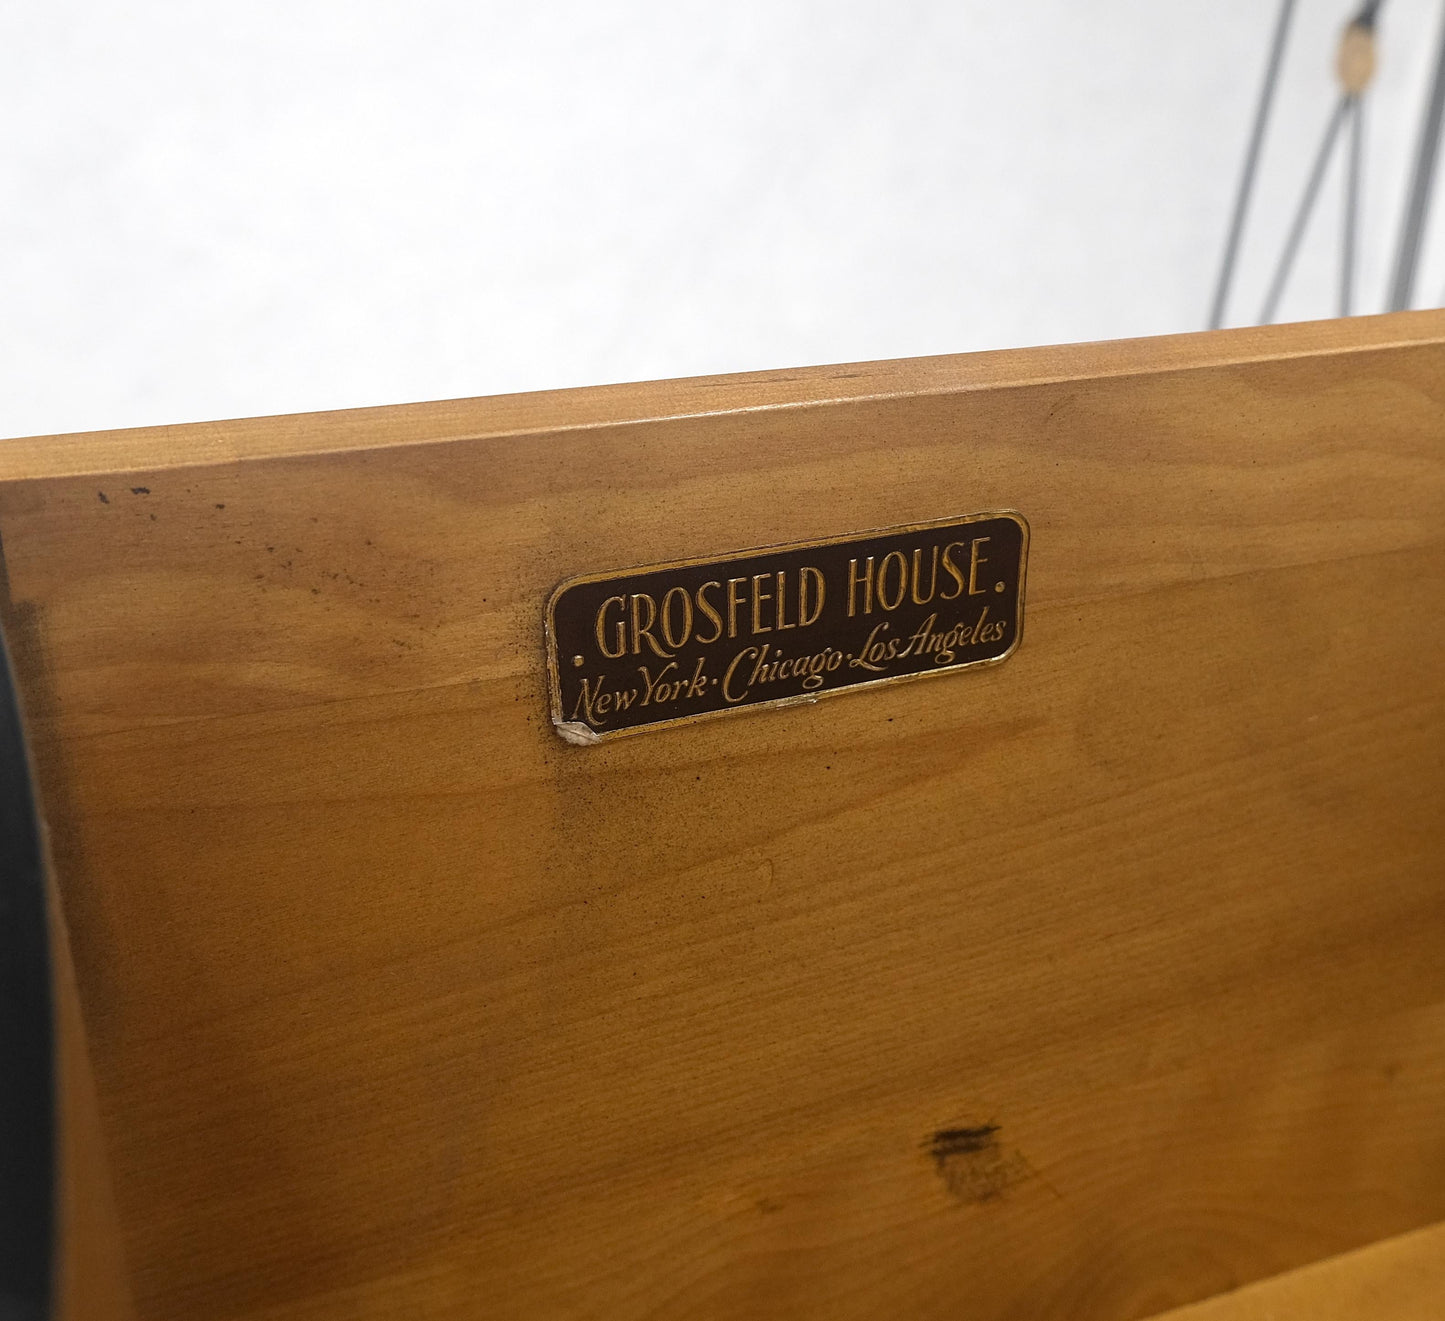 · GROSFELD HOUSE ·
New York · Chicago · Los Angeles